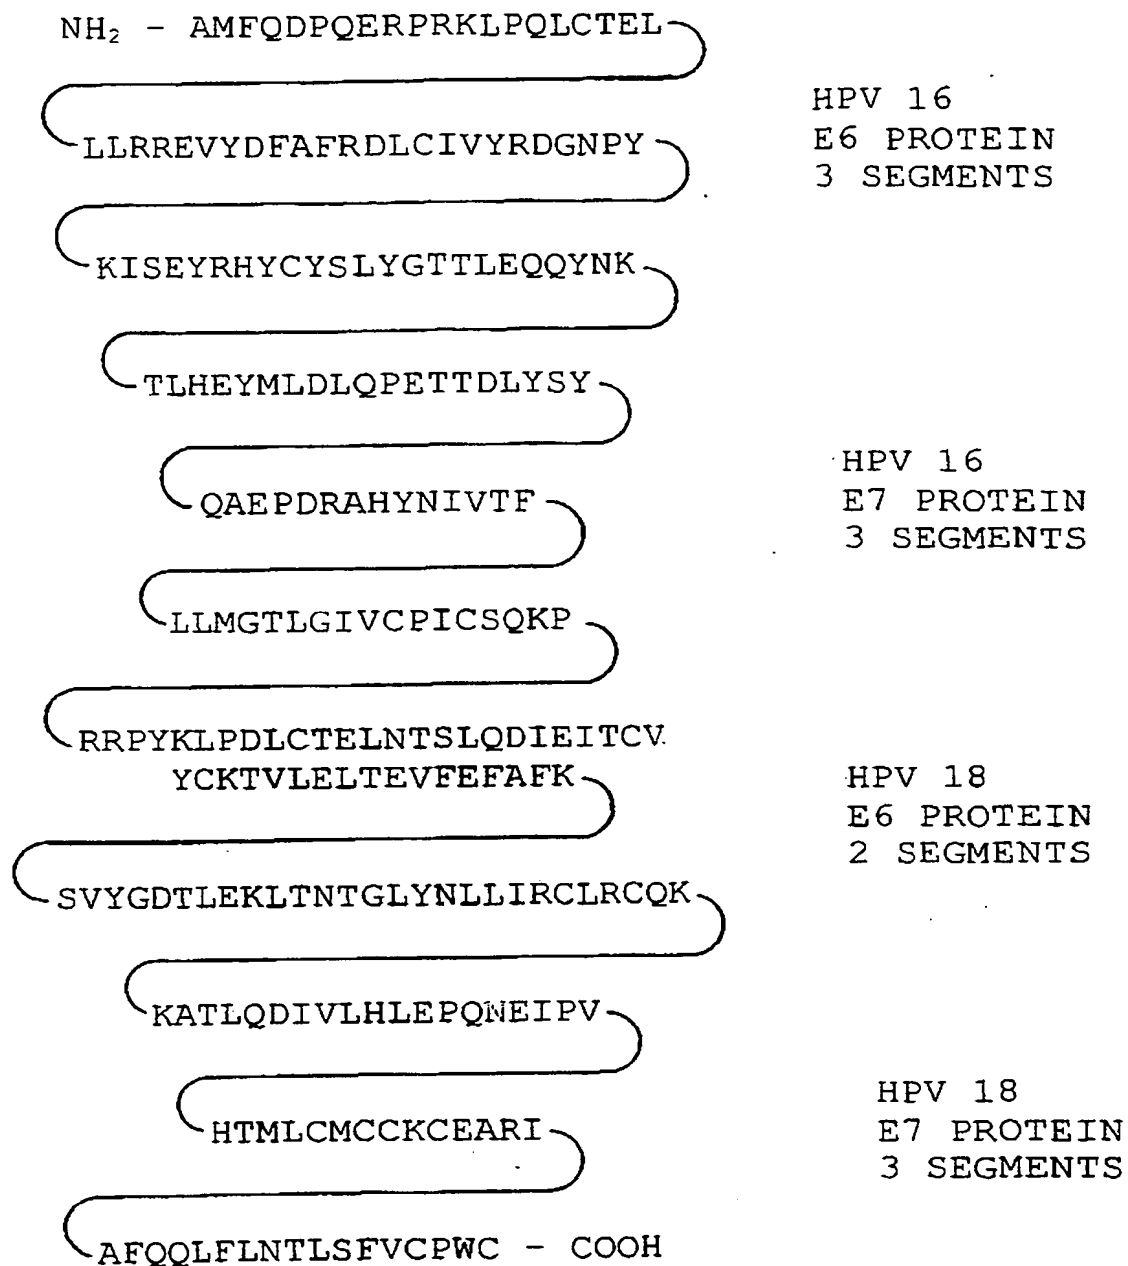 NH₂ - AMFQDPQERPRKLPQLCTEL
LLRREVYDFAFRDLCIVYRDGNPY
KISEYRHYCYSLYGTTLEQQYNK
HPV 16
E6 PROTEIN
3 SEGMENTS
TLHEYMLDLQPETTDLYSY
QAEPDRAHYNIVTF
LLMGTLGIVCPICSQKP
HPV 16
E7 PROTEIN
3 SEGMENTS
RRPYKLPDLCTELNTSLQDIEITCV
YCKTVLELTEVFEFAFK
SVYGDTLEKLTNTGLYNLLIRCLRCQK
HPV 18
E6 PROTEIN
2 SEGMENTS
KATLQDIVLHLEPQNEIPV
HTMLCMCCKCEARI
AFQQLFLNTLSFVCPWC - COOH
HPV 18
E7 PROTEIN
3 SEGMENTS